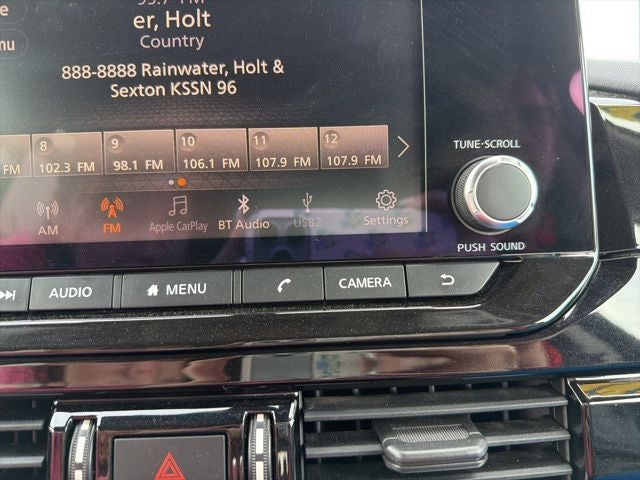 er, Holt
Country
888-8888 Rainwater, Holt &
Sexton KSSN 96
nu
FM
8 102.3 FM
9 98.1 FM
10 106.1 FM
11 107.9 FM
12 107.9 FM
AM
FM
Apple CarPlay
BT Audio
USB2
Settings
TUNE·SCROLL
PUSH SOUND
AUDIO
MENU
CAMERA